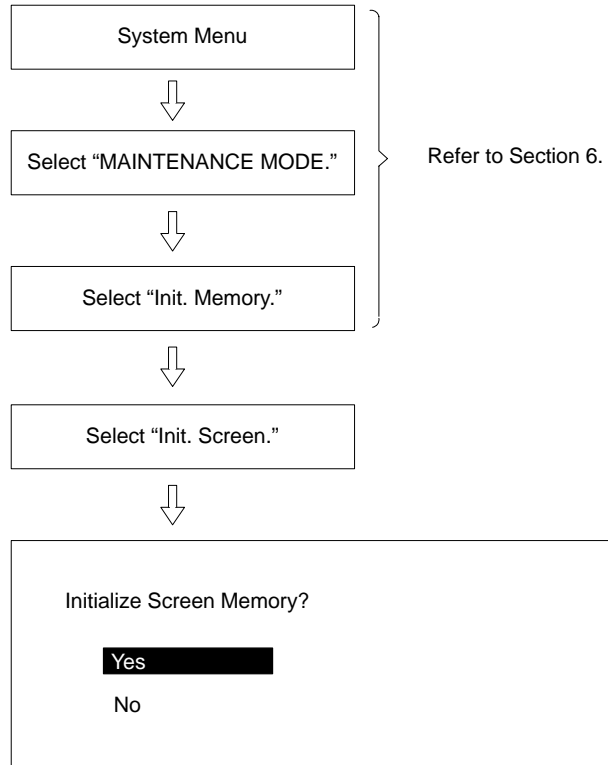 System Menu
Select “MAINTENANCE MODE.”
Refer to Section 6.
Select “Init. Memory.”
Select “Init. Screen.”
Initialize Screen Memory?
Yes
No